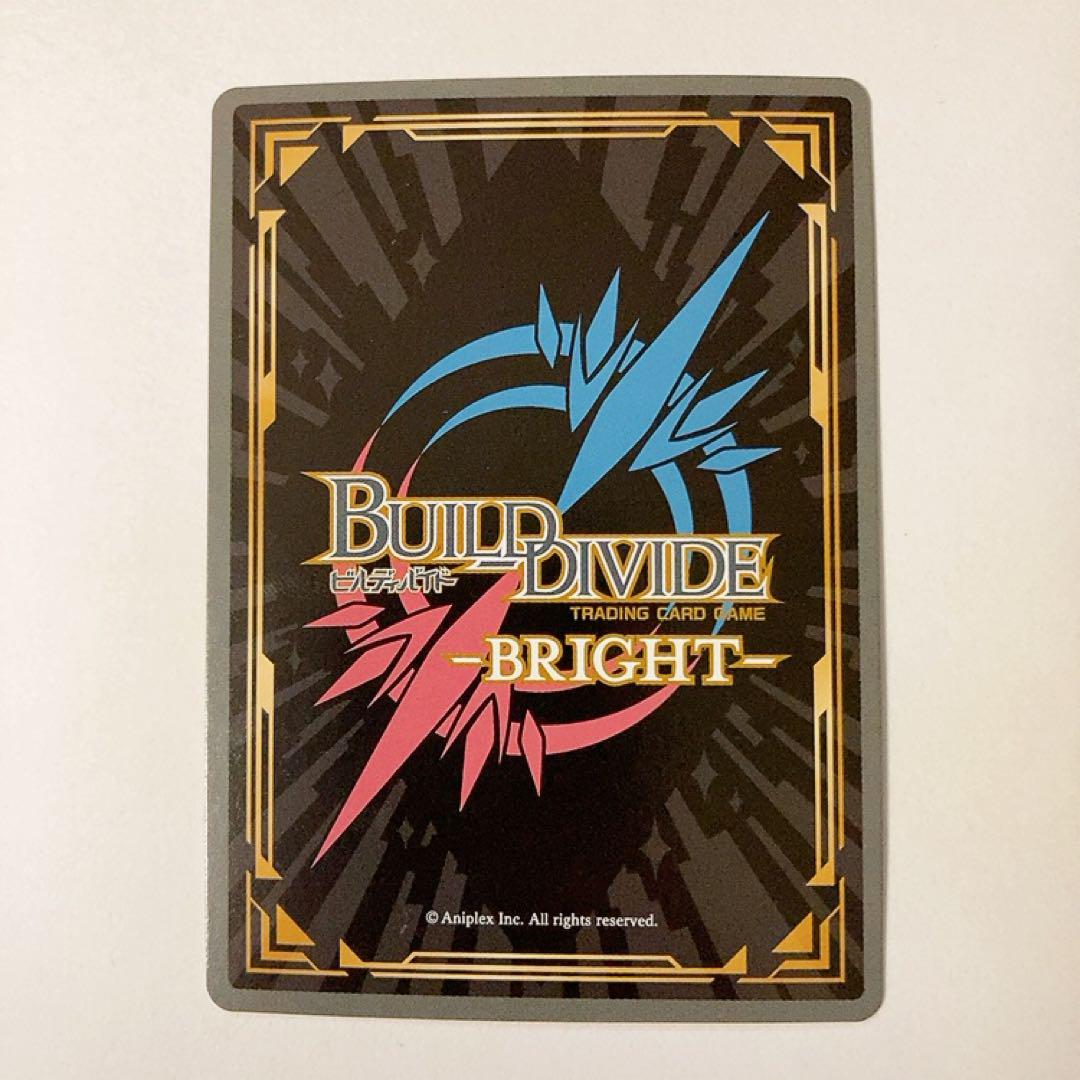 BUILD DIVIDE
ビルディバイド
TRADING CARD GAME
-BRIGHT-
© Aniplex Inc. All rights reserved.